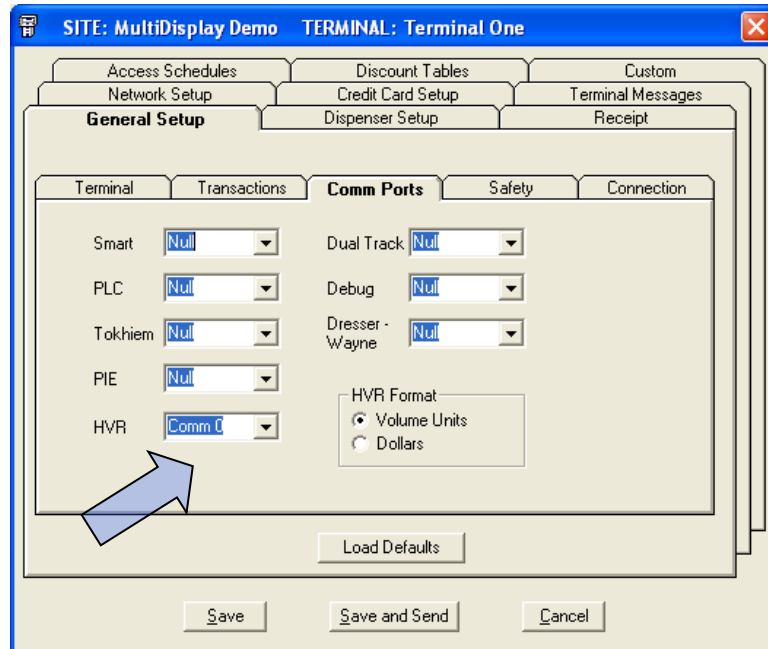 SITE: MultiDisplay Demo TERMINAL: Terminal One
Access Schedules Discount Tables Custom
Network Setup Credit Card Setup Terminal Messages
General Setup Dispenser Setup Receipt
Terminal Transactions Comm Ports Safety Connection
Smart Null Dual Track Null
PLC Null Debug Null
Tokhiem Null Dresser - Wayne Null
PIE Null
HVR Comm 0
HVR Format
Volume Units
Dollars
Load Defaults
Save Save and Send Cancel